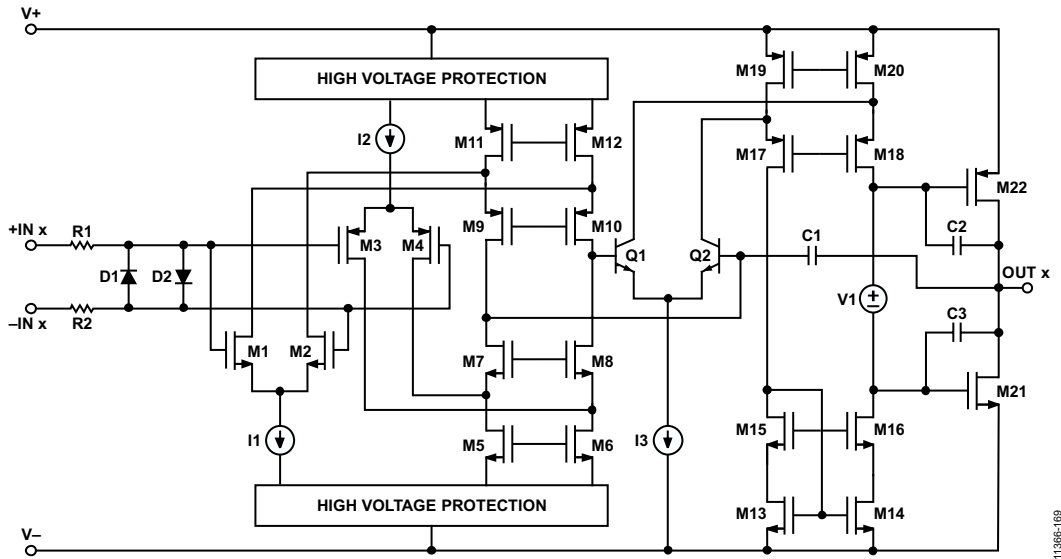 V+
HIGH VOLTAGE PROTECTION
M19
M20
I2
M11
M12
M17
M18
M22
+IN x
R1
M3
M4
M9
M10
C2
C1
D1
D2
Q1
Q2
OUT x
–IN x
R2
V1
C3
M1
M2
M7
M8
M21
I1
M5
M6
I3
M15
M16
HIGH VOLTAGE PROTECTION
M13
M14
V–
11366-169